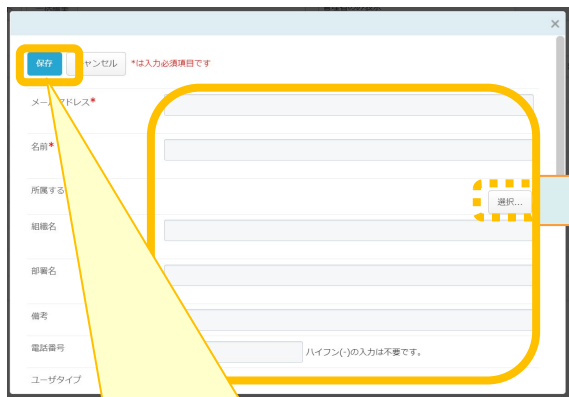 ×
保存 ャンセル *は入力必須項目です
メールアドレス*
名前*
所属する
選択...
組織名
部署名
備考
電話番号 ハイフン(-)の入力は不要です。
ユーザタイプ